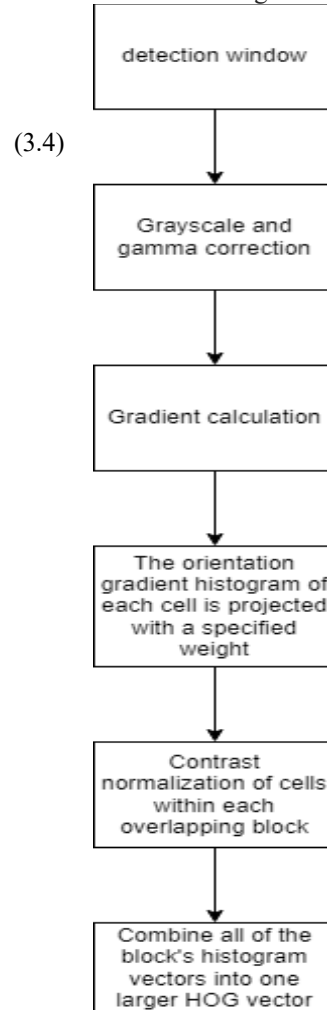 detection window
(3.4)
Grayscale and
gamma correction
Gradient calculation
The orientation
gradient histogram of
each cell is projected
with a specified
weight
Contrast
normalization of cells
within each
overlapping block
Combine all of the
block's histogram
vectors into one
larger HOG vector